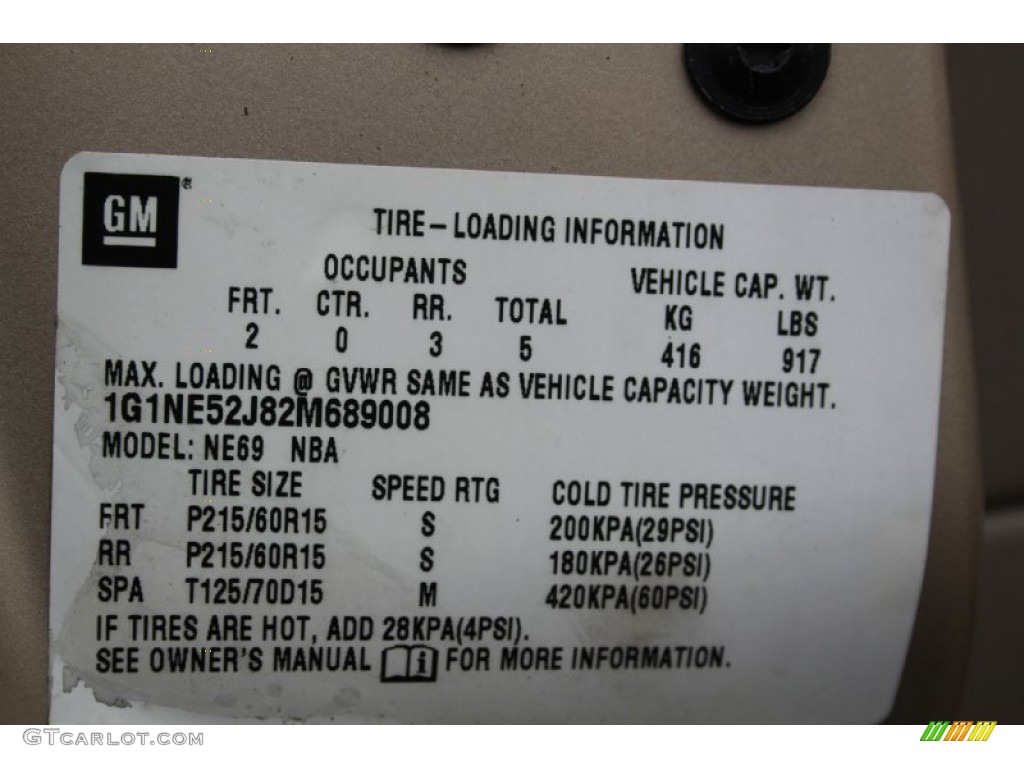 GM®
TIRE-LOADING INFORMATION
OCCUPANTS VEHICLE CAP. WT.
FRT. CTR. RR. TOTAL KG LBS
2 0 3 5 416 917
MAX. LOADING @ GVWR SAME AS VEHICLE CAPACITY WEIGHT.
1G1NE52J82M689008
MODEL: NE69 NBA
TIRE SIZE SPEED RTG COLD TIRE PRESSURE
FRT P215/60R15 S 200KPA(29PSI)
RR P215/60R15 S 180KPA(26PSI)
SPA T125/70D15 M 420KPA(60PSI)
IF TIRES ARE HOT, ADD 28KPA(4PSI).
SEE OWNER'S MANUAL i FOR MORE INFORMATION.
GTCARLOT.COM